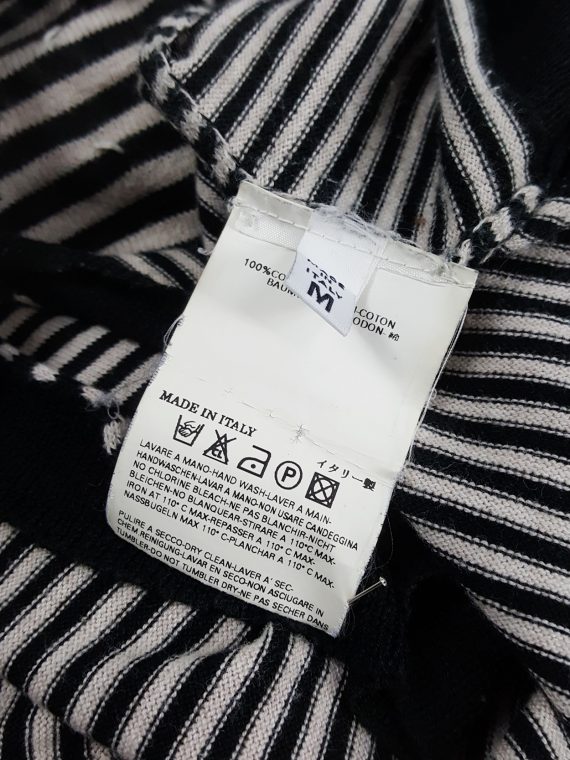 ITALY
M
100%CO
-COTON
BAUM
ODON-綿
MADE IN ITALY
イタリー製
CL
P
LAVARE A MANO-HAND WASH-LAVER A MAIN-
HANDWASCHEN-LAVAR A MANO-NON USARE CANDEGGINA
NO CHLORINE BLEACH-NE PAS BLANCHIR-NICHT
BLEICHEN-NO BLANQUEAR-STIRARE A 110°C MAX-
IRON AT 110°C MAX-REPASSER A 110°C MAX-
NASSBUGELN MAX 110°C-PLANCHAR A 110°C MAX-
PULIRE A SECCO-DRY CLEAN-LAVER A' SEC-
CHEM REINIGUNG-LAVAR EN SECO-NON ASCIUGARE IN
TUMBLER-DO NOT TUMBLER DRY-NE PAS SECHER DANS